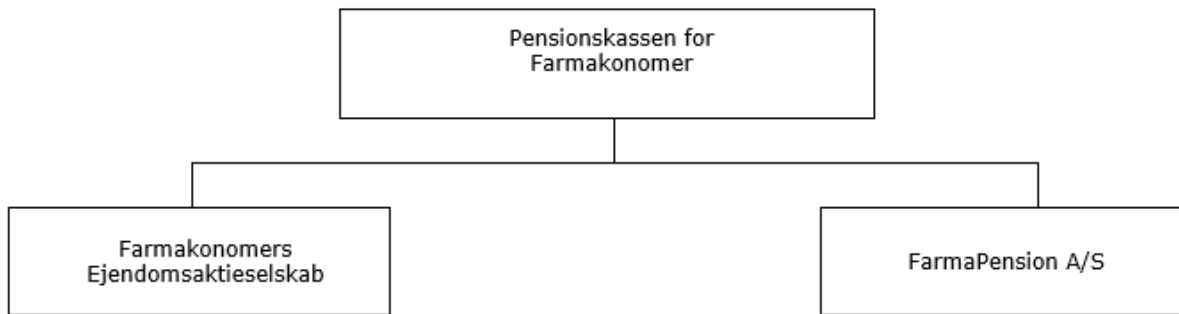 Pensionskassen for
Farmakonomer
Farmakonomers
Ejendomsaktieselskab
FarmaPension A/S